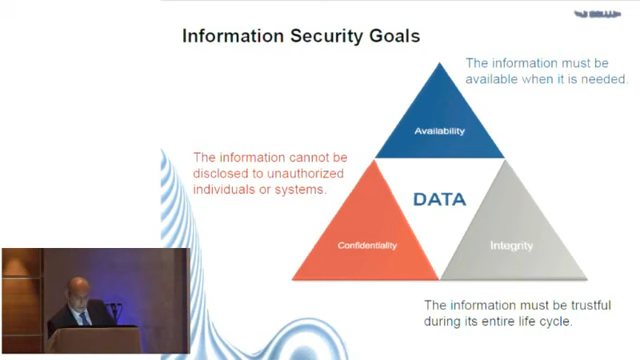 Information Security Goals
The information must be
available when it is needed.
Availability
The information cannot be
disclosed to unauthorized
individuals or systems.
DATA
Confidentiality
Integrity
The information must be trustful
during its entire life cycle.